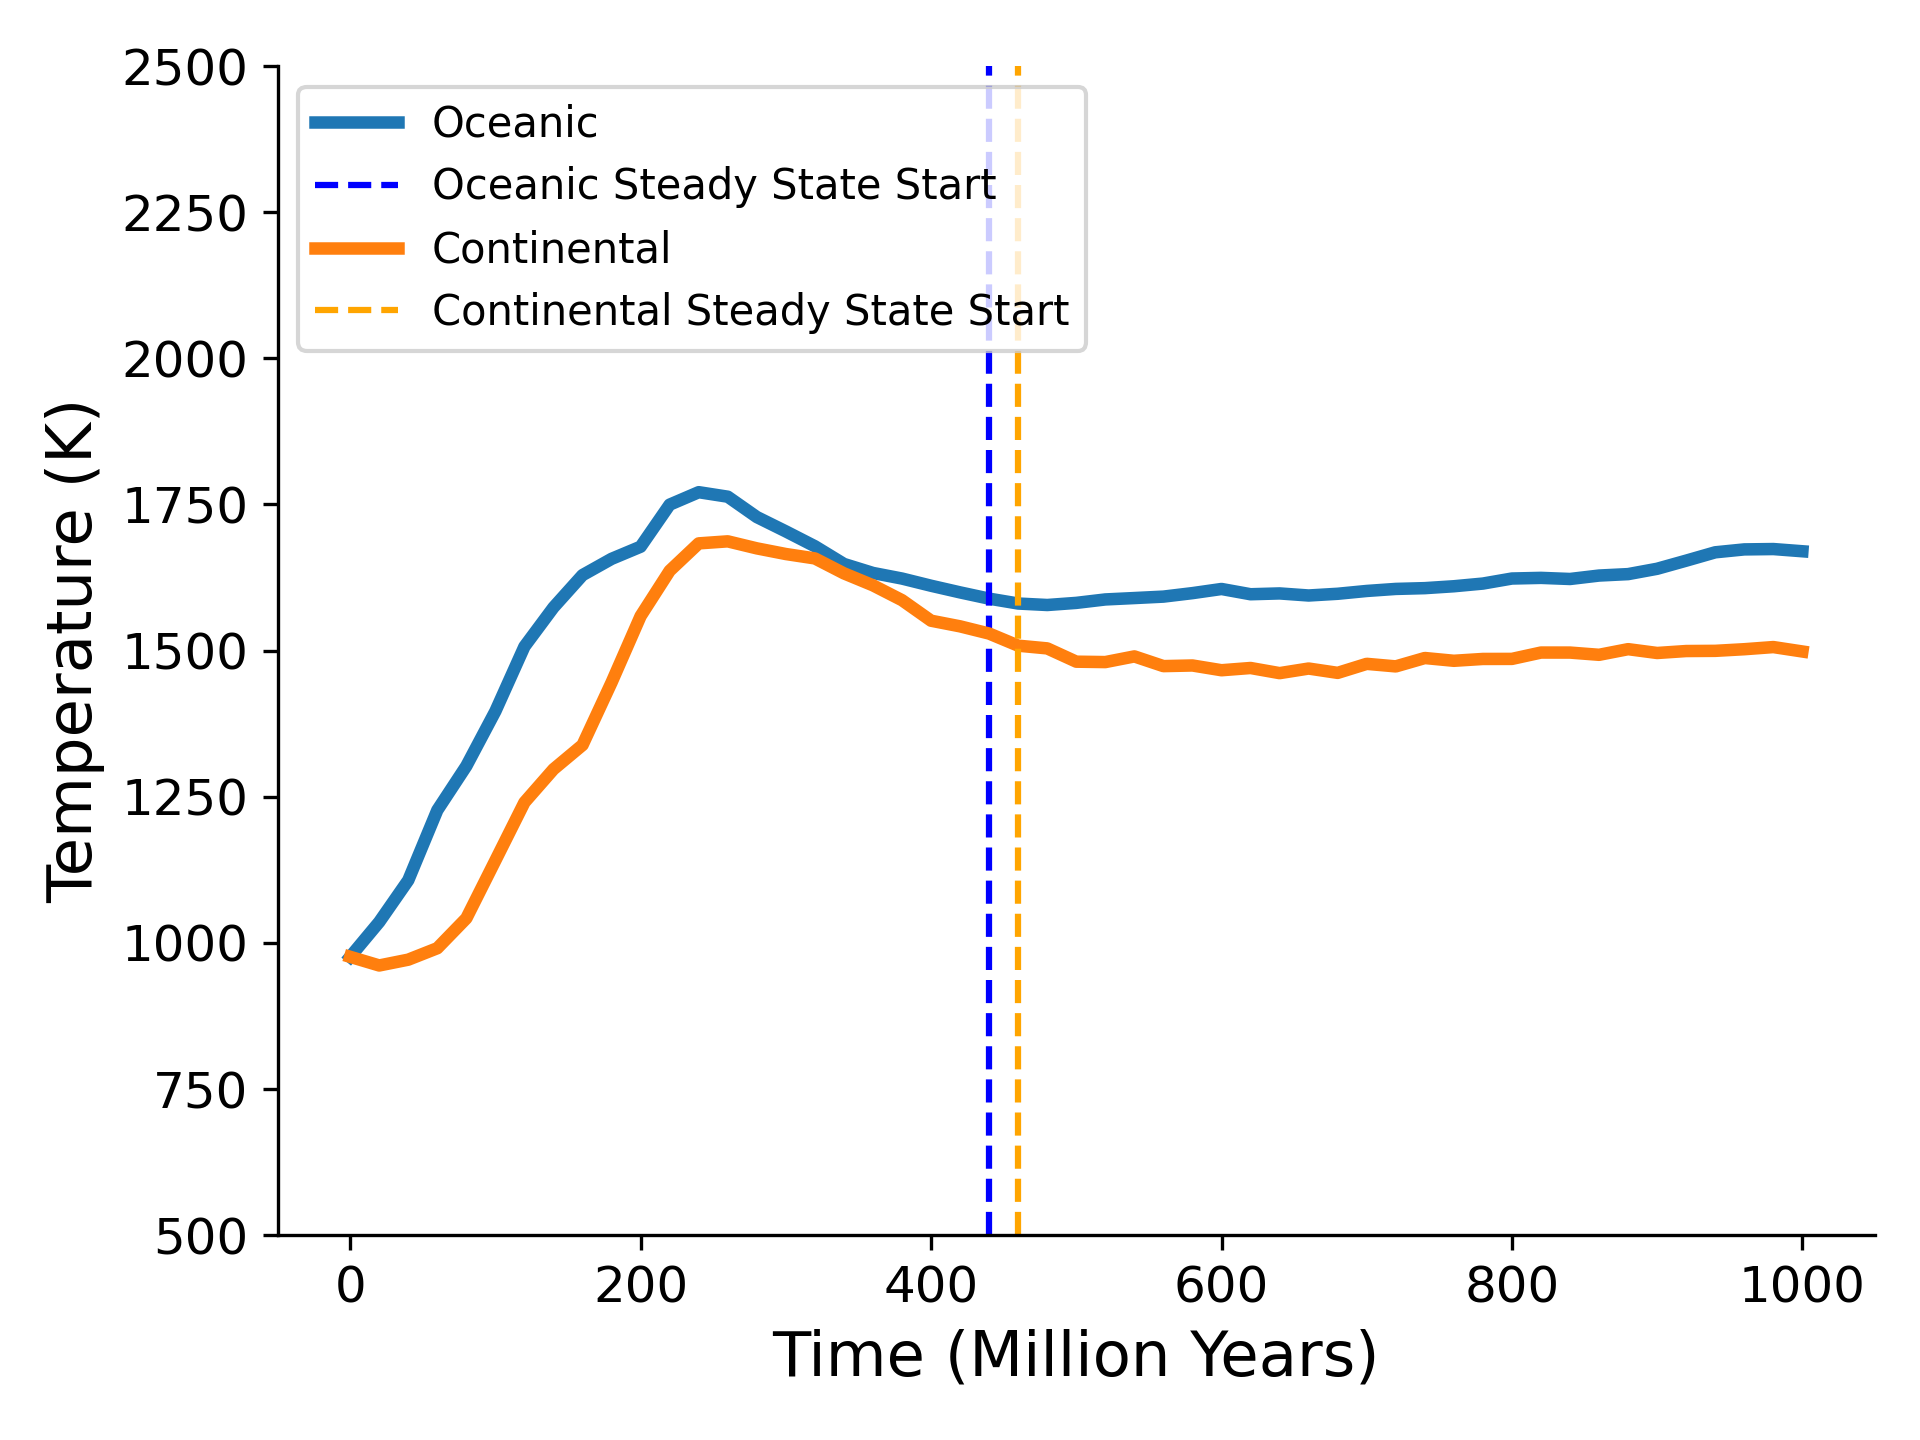 2500
2250
2000
1750
1500
1250
1000
750
500
Temperature (K)
Oceanic
Oceanic Steady State Start
Continental
Continental Steady State Start
0 200 400 600 800 1000
Time (Million Years)